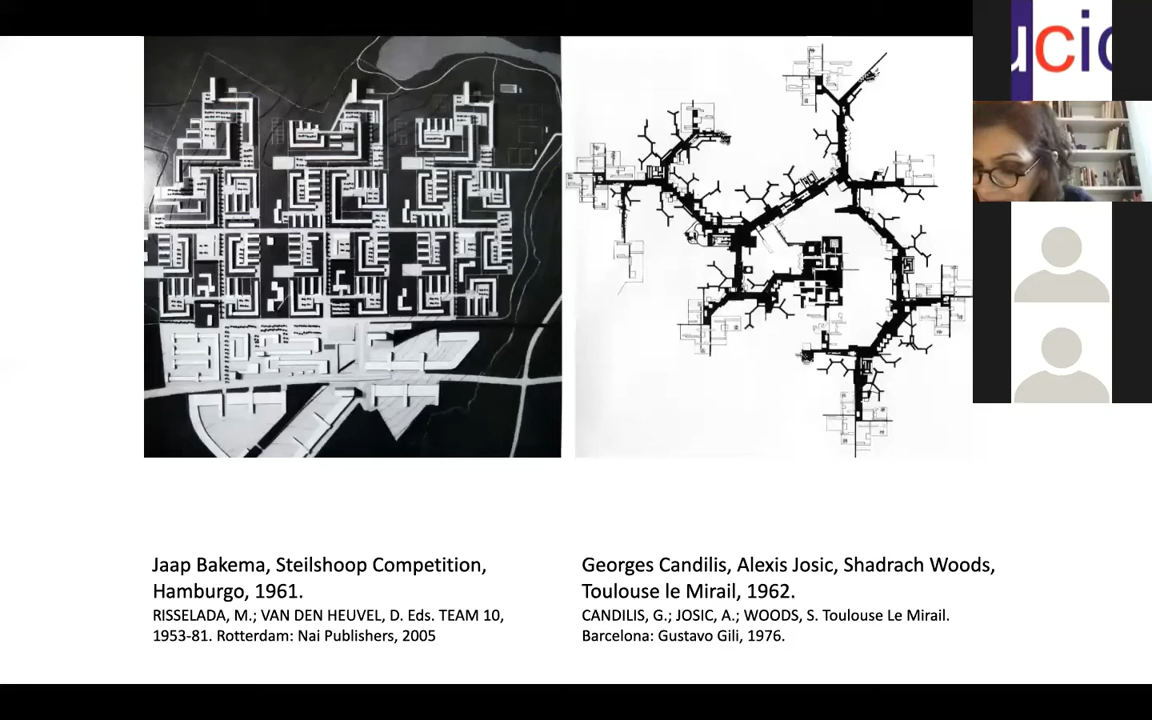 ucic
Jaap Bakema, Steilshoop Competition,
Hamburgo, 1961.
RISSELADA, M.; VAN DEN HEUVEL, D. Eds. TEAM 10,
1953-81. Rotterdam: Nai Publishers, 2005
Georges Candilis, Alexis Josic, Shadrach Woods,
Toulouse le Mirail, 1962.
CANDILIS, G.; JOSIC, A.; WOODS, S. Toulouse Le Mirail.
Barcelona: Gustavo Gili, 1976.